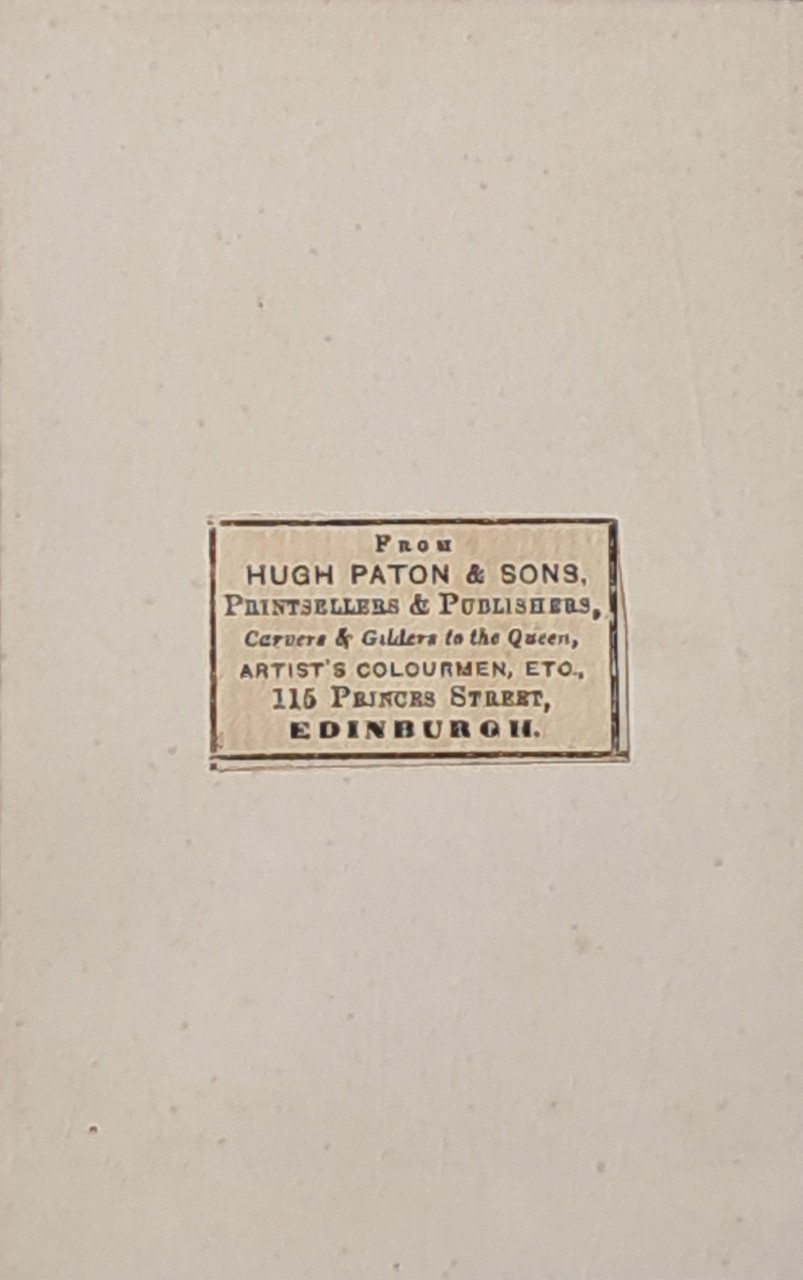 From
HUGH PATON & SONS,
PRINTSELLERS & PUBLISHERS,
Carvers & Gilders to the Queen,
ARTIST'S COLOURMEN, ETC.,
115 PRINCES STREET,
EDINBURGH.